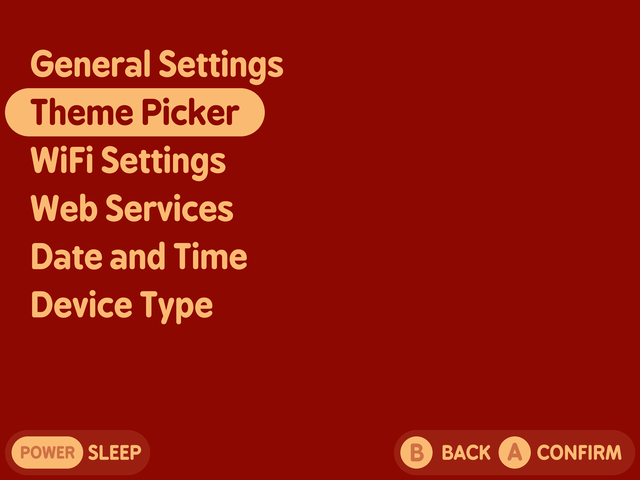 General Settings
Theme Picker
WiFi Settings
Web Services
Date and Time
Device Type
POWER SLEEP B BACK A CONFIRM